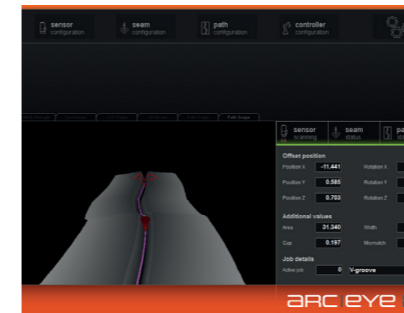 sensor configuration
seam configuration
path configuration
controller configuration
Path Scope
sensor scanning
seam status
Offset position
Position X -11.441 Rotation X
Position Y 0.585 Rotation Y
Position Z 0.703 Rotation Z
Additional values
Area 31.340 Width
Gap 0.197 Mismatch
Job details
Active job 0 V-groove
ARC EYE